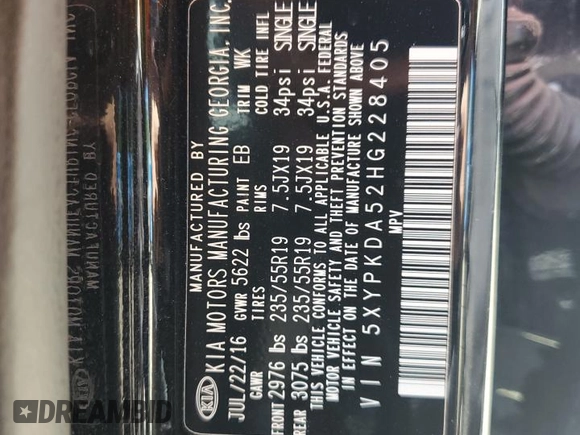 KIA
MANUFACTURED BY
KIA MOTORS MANUFACTURING GEORGIA, INC.
JUL/22/16 GVWR 5622 lbs PAINT EB TRIM WK
GAWR TIRES RIMS COLD TIRE INFL
FRONT 2976 lbs 235/55R19 7.5JX19 34psi SINGLE
REAR 3075 lbs 235/55R19 7.5JX19 34psi SINGLE
THIS VEHICLE CONFORMS TO ALL APPLICABLE U.S.A. FEDERAL
MOTOR VEHICLE SAFETY AND THEFT PREVENTION STANDARDS
IN EFFECT ON THE DATE OF MANUFACTURE SHOWN ABOVE
VIN 5XYPKDA52HG228405
MPV
DREAMBID